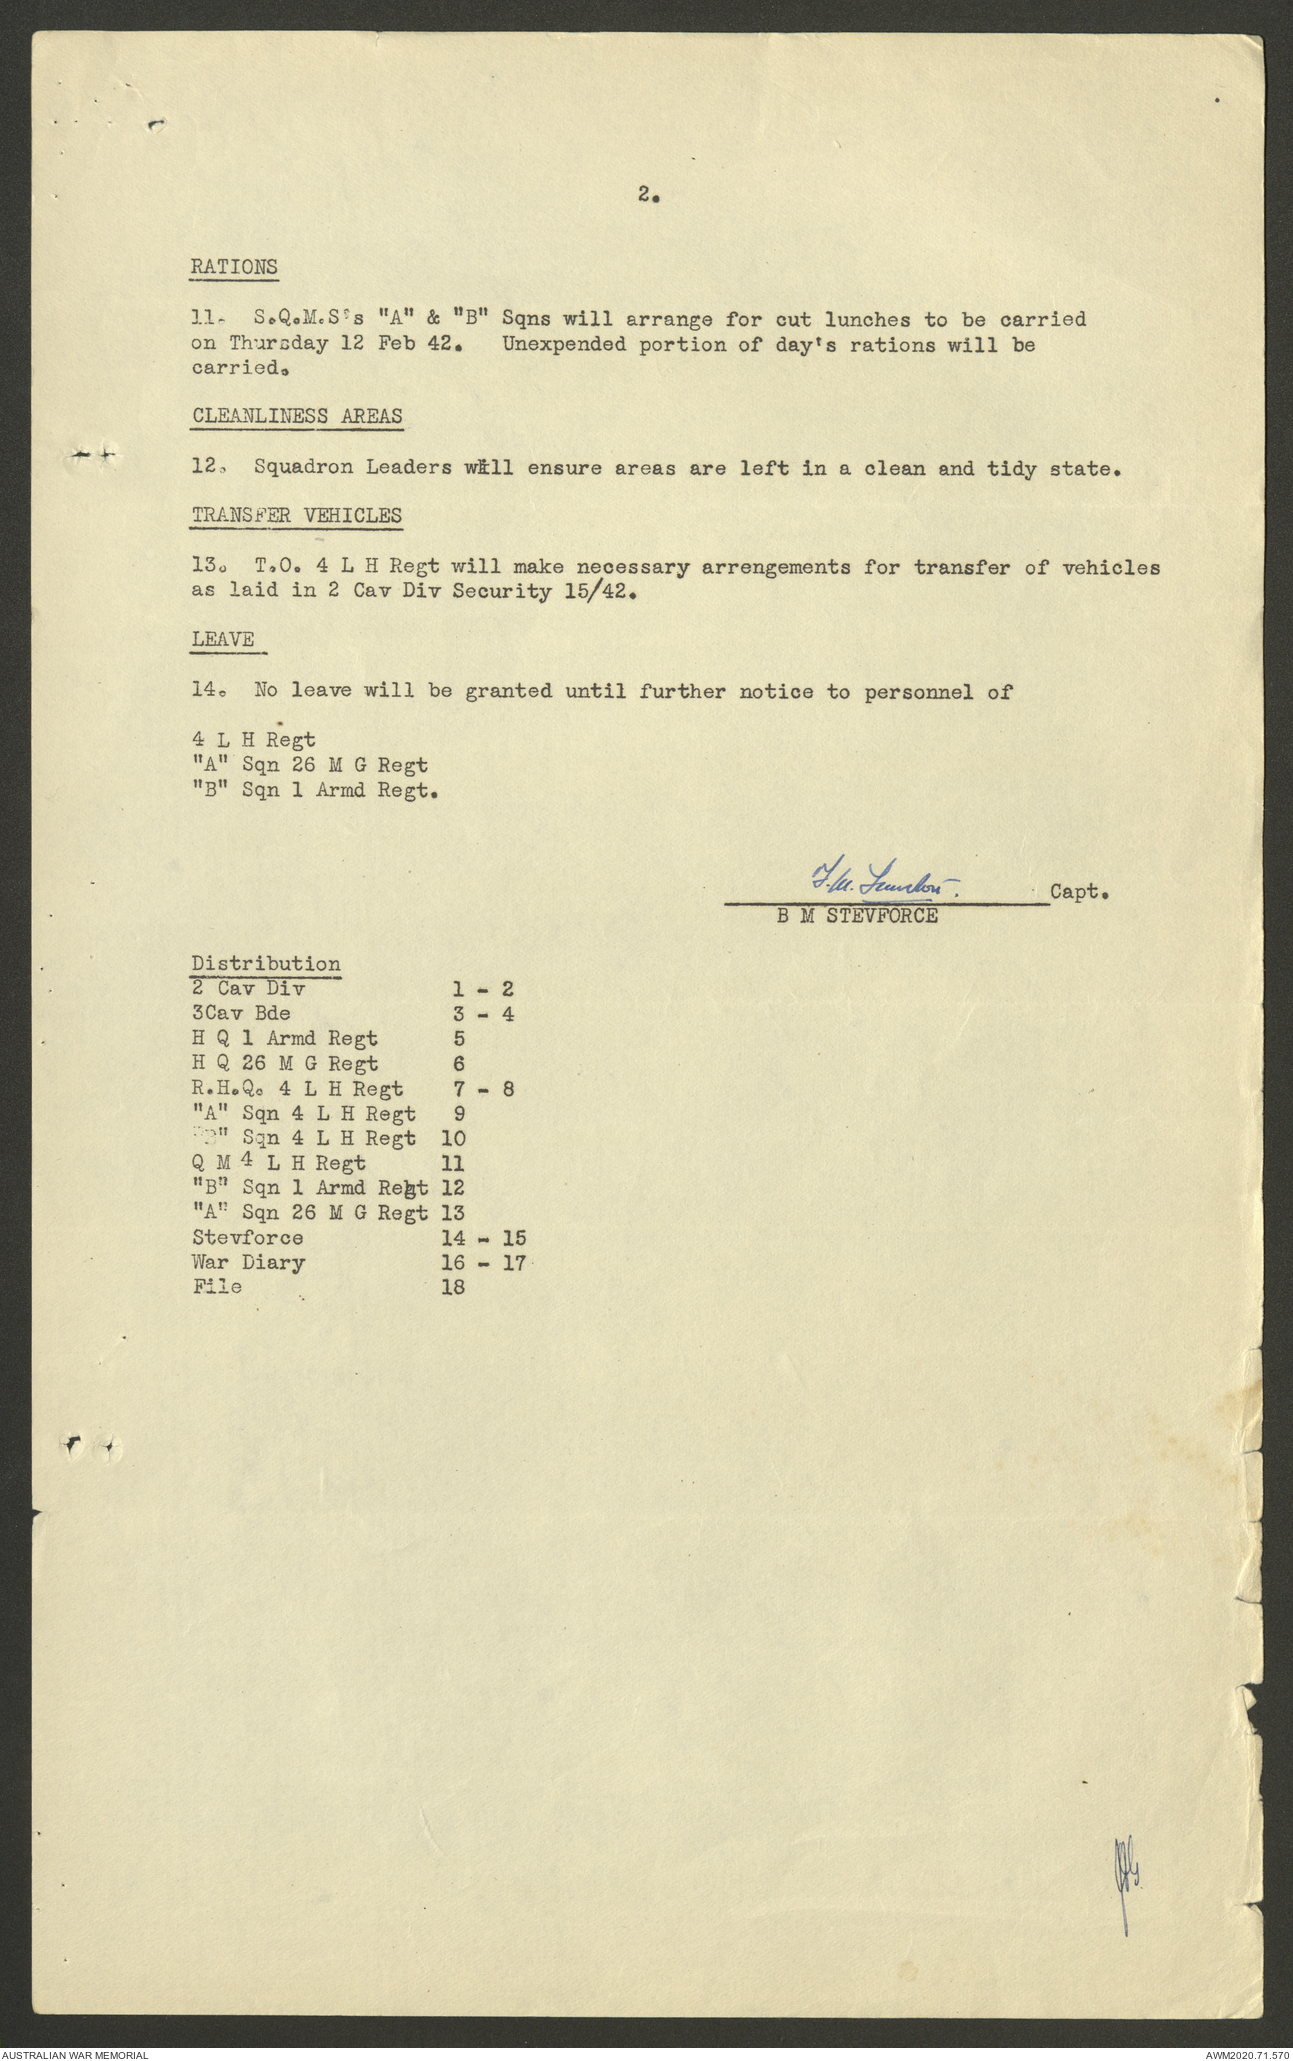 2.
RATIONS
11. S.Q.M.S's "A" & "B" Sqns will arrange for cut lunches to be carried
on Thursday 12 Feb 42. Unexpended portion of day's rations will be
carried.
CLEANLINESS AREAS
12. Squadron Leaders will ensure areas are left in a clean and tidy state.
TRANSFER VEHICLES
13. T.O. 4 L H Regt will make necessary arrengements for transfer of vehicles
as laid in 2 Cav Div Security 15/42.
LEAVE
14. No leave will be granted until further notice to personnel of
4 L H Regt
"A" Sqn 26 M G Regt
"B" Sqn 1 Armd Regt.
Capt.
B M STEVFORCE
Distribution
2 Cav Div 1 - 2
3Cav Bde 3 - 4
H Q 1 Armd Regt 5
H Q 26 M G Regt 6
R.H.Q. 4 L H Regt 7 - 8
"A" Sqn 4 L H Regt 9
"B" Sqn 4 L H Regt 10
Q M 4 L H Regt 11
"B" Sqn 1 Armd Regt 12
"A" Sqn 26 M G Regt 13
Stevforce 14 - 15
War Diary 16 - 17
File 18
AUSTRALIAN WAR MEMORIAL
AWM2020.71.570